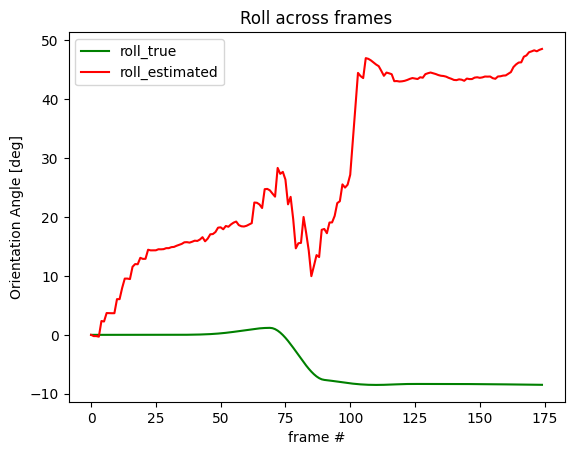 Roll across frames
roll_true
roll_estimated
Orientation Angle [deg]
50
40
30
20
10
0
−10
0 25 50 75 100 125 150 175
frame #